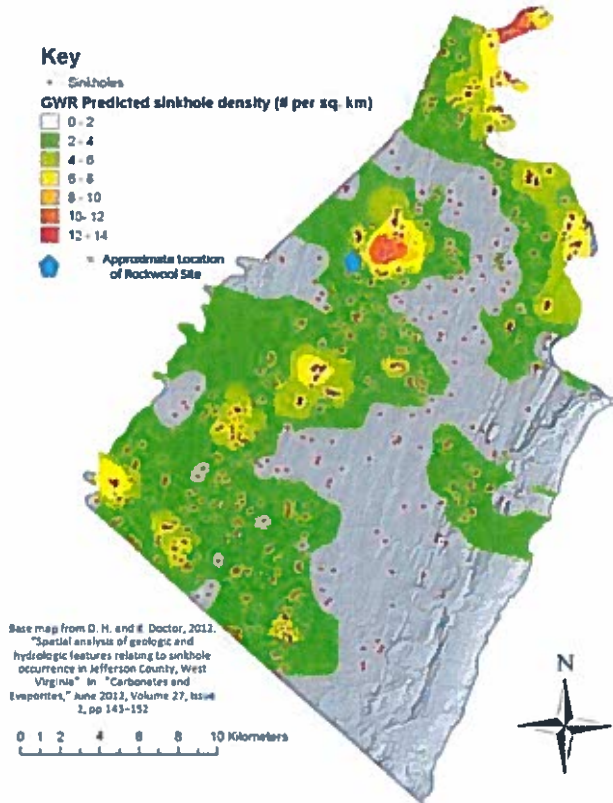 Key
Sinkholes
GWR Predicted sinkhole density (# per sq. km)
0 - 2
2 - 4
4 - 6
6 - 8
8 - 10
10 - 12
12 - 14
= Approximate Location
of Rockwool Site
Base map from D. H. and Doctor, 2012.
"Spatial analysis of geologic and
hydrologic features relating to sinkhole
occurrence in Jefferson County, West
Virginia" in "Carbonates and
Evaporites," June 2012, Volume 27, Issue
2, pp 143-152
0 1 2 4 6 8 10 Kilometers
N